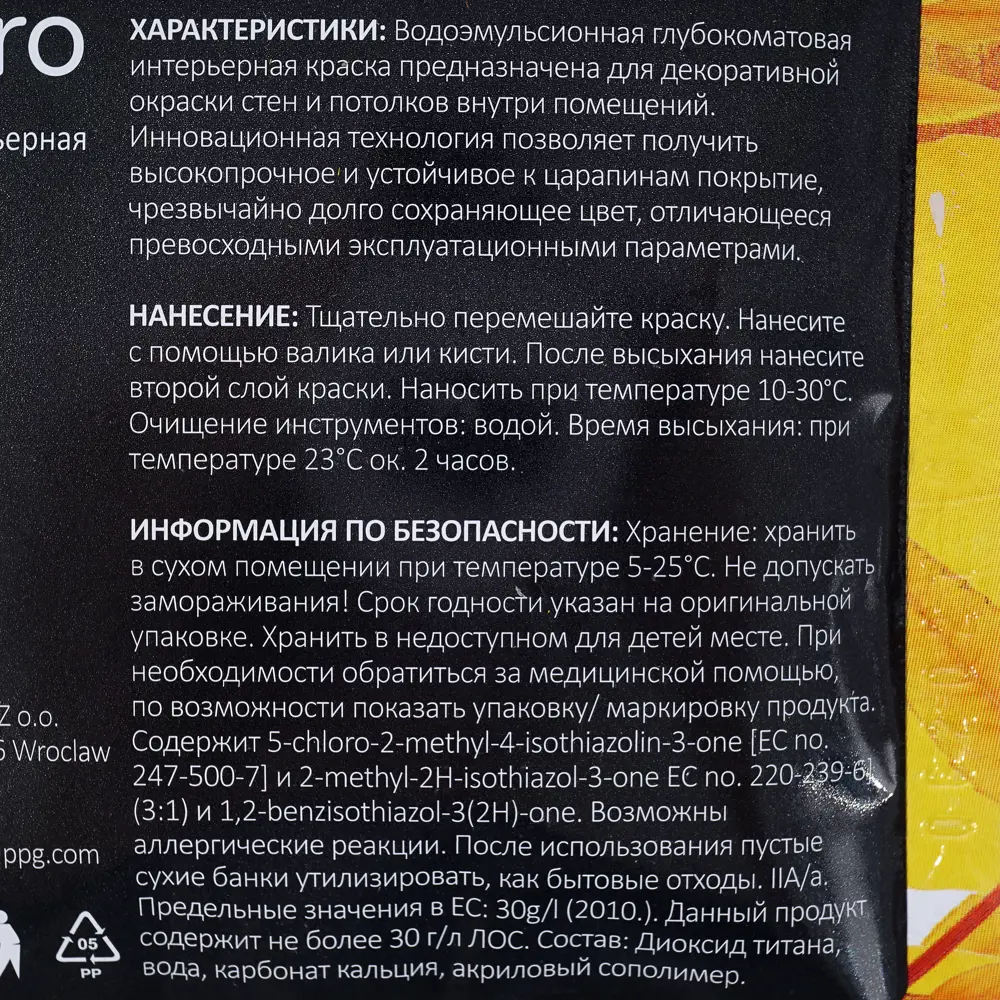 ro
ьерная
ХАРАКТЕРИСТИКИ: Водоэмульсионная глубокоматовая
интерьерная краска предназначена для декоративной
окраски стен и потолков внутри помещений.
Инновационная технология позволяет получить
высокопрочное и устойчивое к царапинам покрытие,
чрезвычайно долго сохраняющее цвет, отличающееся
превосходными эксплуатационными параметрами.
НАНЕСЕНИЕ: Тщательно перемешайте краску. Нанесите
с помощью валика или кисти. После высыхания нанесите
второй слой краски. Наносить при температуре 10-30°C.
Очищение инструментов: водой. Время высыхания: при
температуре 23°C ок. 2 часов.
ИНФОРМАЦИЯ ПО БЕЗОПАСНОСТИ: Хранение: хранить
в сухом помещении при температуре 5-25°C. Не допускать
замораживания! Срок годности указан на оригинальной
упаковке. Хранить в недоступном для детей месте. При
необходимости обратиться за медицинской помощью,
по возможности показать упаковку/ маркировку продукта.
Содержит 5-chloro-2-methyl-4-isothiazolin-3-one [EC no.
247-500-7] и 2-methyl-2H-isothiazol-3-one EC no. 220-239-6]
(3:1) и 1,2-benzisothiazol-3(2H)-one. Возможны
аллергические реакции. После использования пустые
сухие банки утилизировать, как бытовые отходы. IIA/a.
Предельные значения в ЕС: 30g/l (2010.). Данный продукт
содержит не более 30 г/л ЛОС. Состав: Диоксид титана,
вода, карбонат кальция, акриловый сополимер.
Z o.o.
6 Wroclaw
ppg.com
05
PP